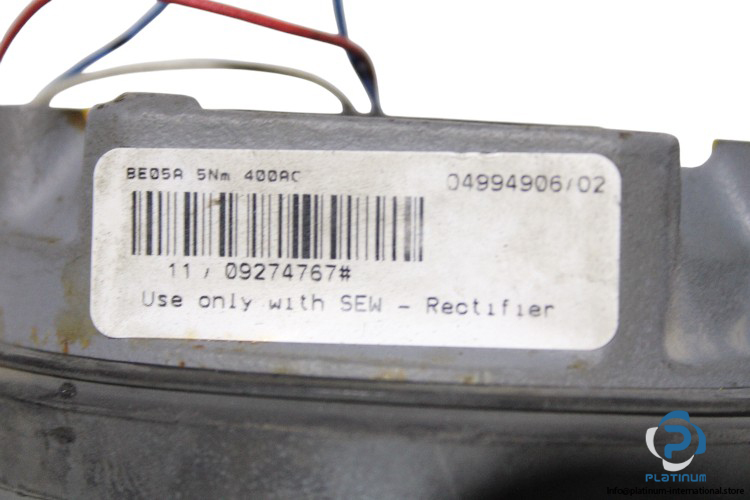 BE05A 5Nm 400AC
04994906/02
11 / 09274767#
Use only with SEW - Rectifier
PLATINUM
info@platinum-international.store